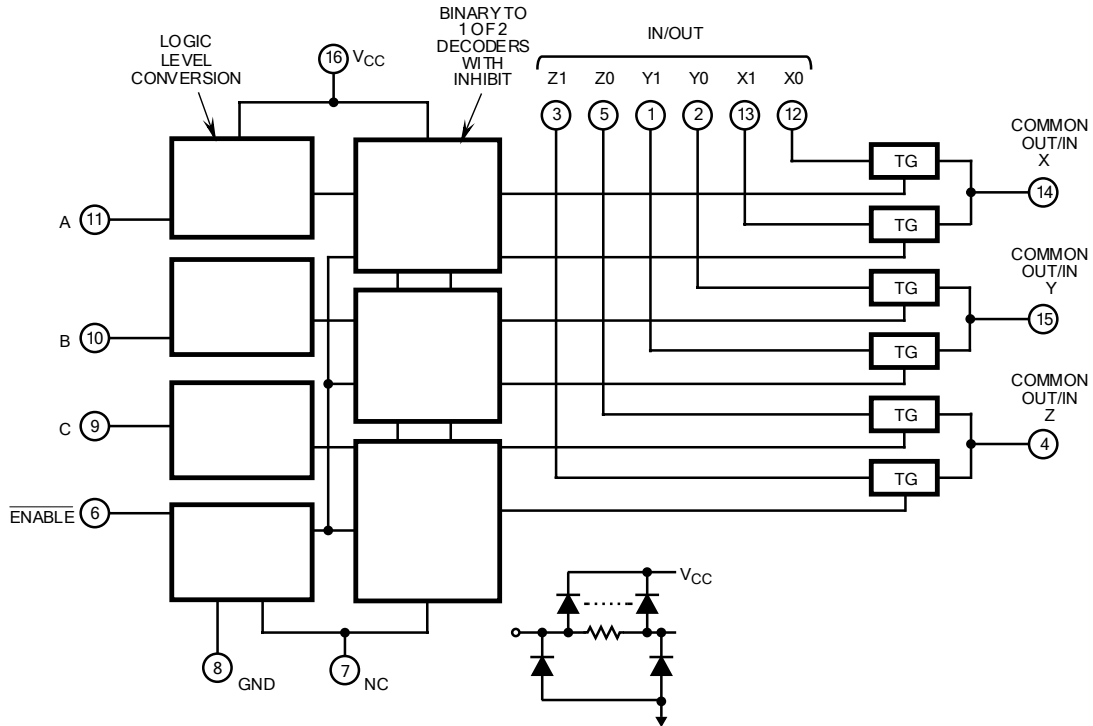 LOGIC
LEVEL
CONVERSION
16 VCC
BINARY TO
1 OF 2
DECODERS
WITH
INHIBIT
IN/OUT
Z1 Z0 Y1 Y0 X1 X0
3 5 1 2 13 12
A 11
B 10
C 9
ENABLE 6
8 GND
7 NC
TG
TG
TG
TG
TG
TG
COMMON
OUT/IN
X
14
COMMON
OUT/IN
Y
15
COMMON
OUT/IN
Z
4
VCC